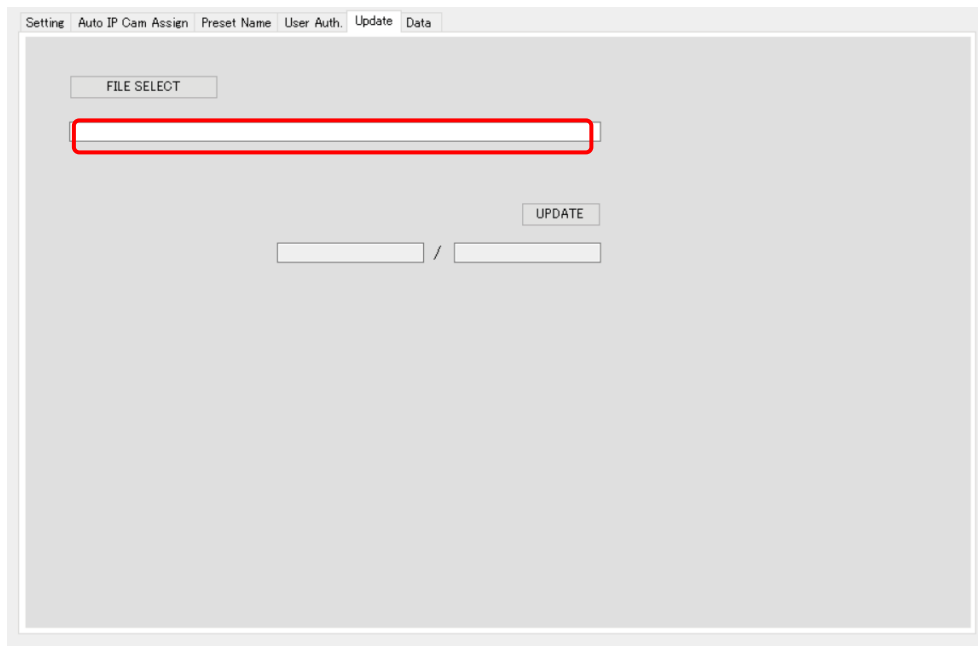 Setting Auto IP Cam Assign Preset Name User Auth. Update Data
FILE SELECT
UPDATE
/